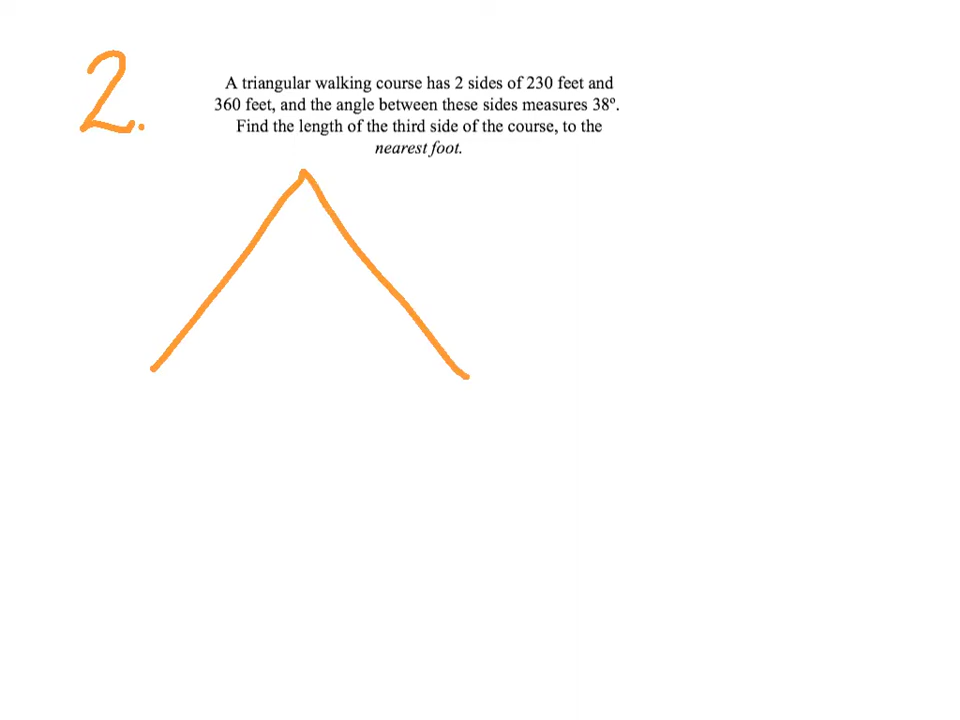 2.
A triangular walking course has 2 sides of 230 feet and
360 feet, and the angle between these sides measures 38º.
Find the length of the third side of the course, to the
nearest foot.